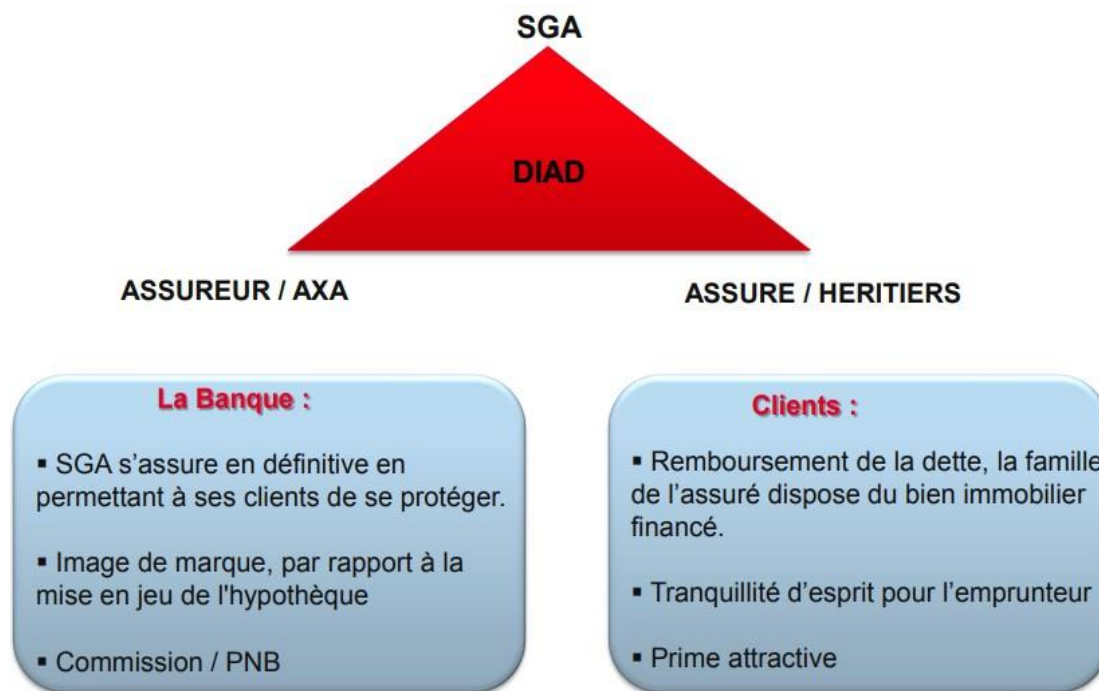 SGA
DIAD
ASSUREUR / AXA
ASSURE / HERITIERS
La Banque :
▪ SGA s’assure en définitive en
permettant à ses clients de se protéger.
▪ Image de marque, par rapport à la
mise en jeu de l'hypothèque
▪ Commission / PNB
Clients :
▪ Remboursement de la dette, la famille
de l’assuré dispose du bien immobilier
financé.
▪ Tranquillité d’esprit pour l’emprunteur
▪ Prime attractive